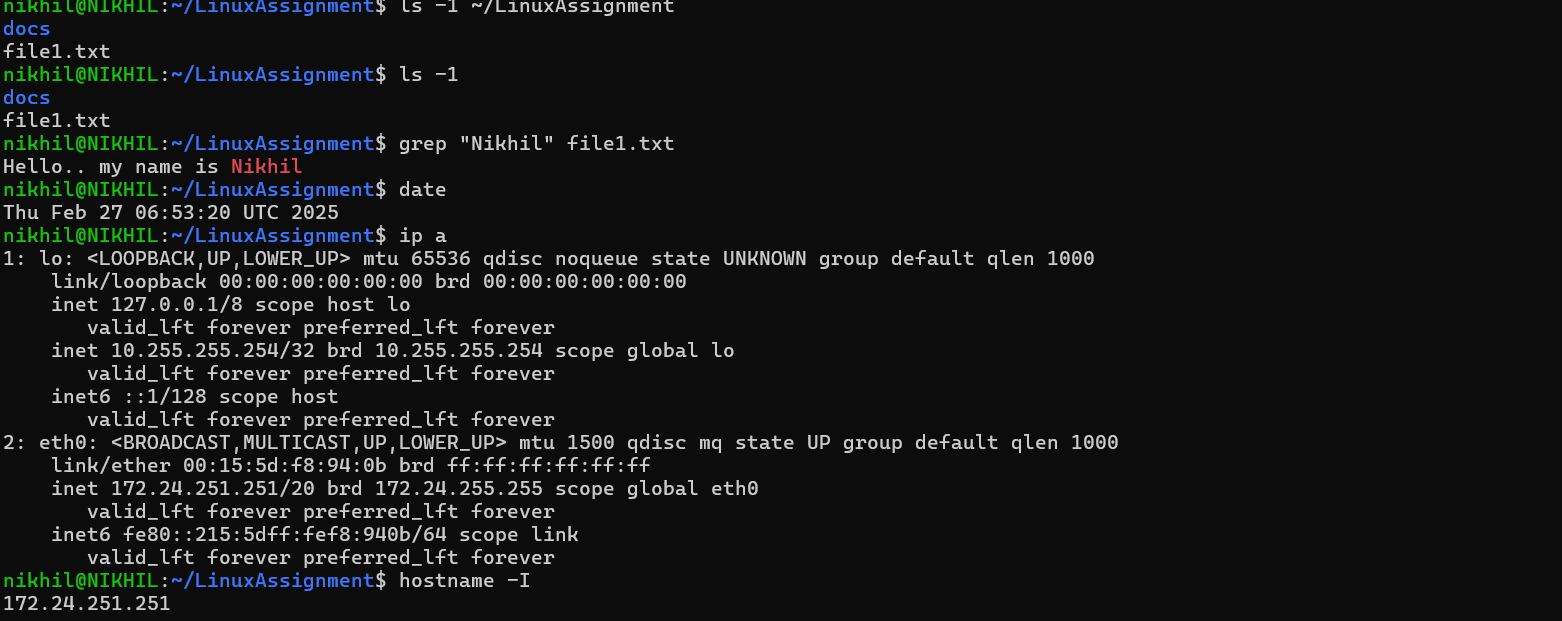 nikhil@NIKHIL:~/LinuxAssignment$ ls -1 ~/LinuxAssignment
docs
file1.txt
nikhil@NIKHIL:~/LinuxAssignment$ ls -1
docs
file1.txt
nikhil@NIKHIL:~/LinuxAssignment$ grep "Nikhil" file1.txt
Hello.. my name is Nikhil
nikhil@NIKHIL:~/LinuxAssignment$ date
Thu Feb 27 06:53:20 UTC 2025
nikhil@NIKHIL:~/LinuxAssignment$ ip a
1: lo: <LOOPBACK,UP,LOWER_UP> mtu 65536 qdisc noqueue state UNKNOWN group default qlen 1000
    link/loopback 00:00:00:00:00:00 brd 00:00:00:00:00:00
    inet 127.0.0.1/8 scope host lo
       valid_lft forever preferred_lft forever
    inet 10.255.255.254/32 brd 10.255.255.254 scope global lo
       valid_lft forever preferred_lft forever
    inet6 ::1/128 scope host
       valid_lft forever preferred_lft forever
2: eth0: <BROADCAST,MULTICAST,UP,LOWER_UP> mtu 1500 qdisc mq state UP group default qlen 1000
    link/ether 00:15:5d:f8:94:0b brd ff:ff:ff:ff:ff:ff
    inet 172.24.251.251/20 brd 172.24.255.255 scope global eth0
       valid_lft forever preferred_lft forever
    inet6 fe80::215:5dff:fef8:940b/64 scope link
       valid_lft forever preferred_lft forever
nikhil@NIKHIL:~/LinuxAssignment$ hostname -I
172.24.251.251